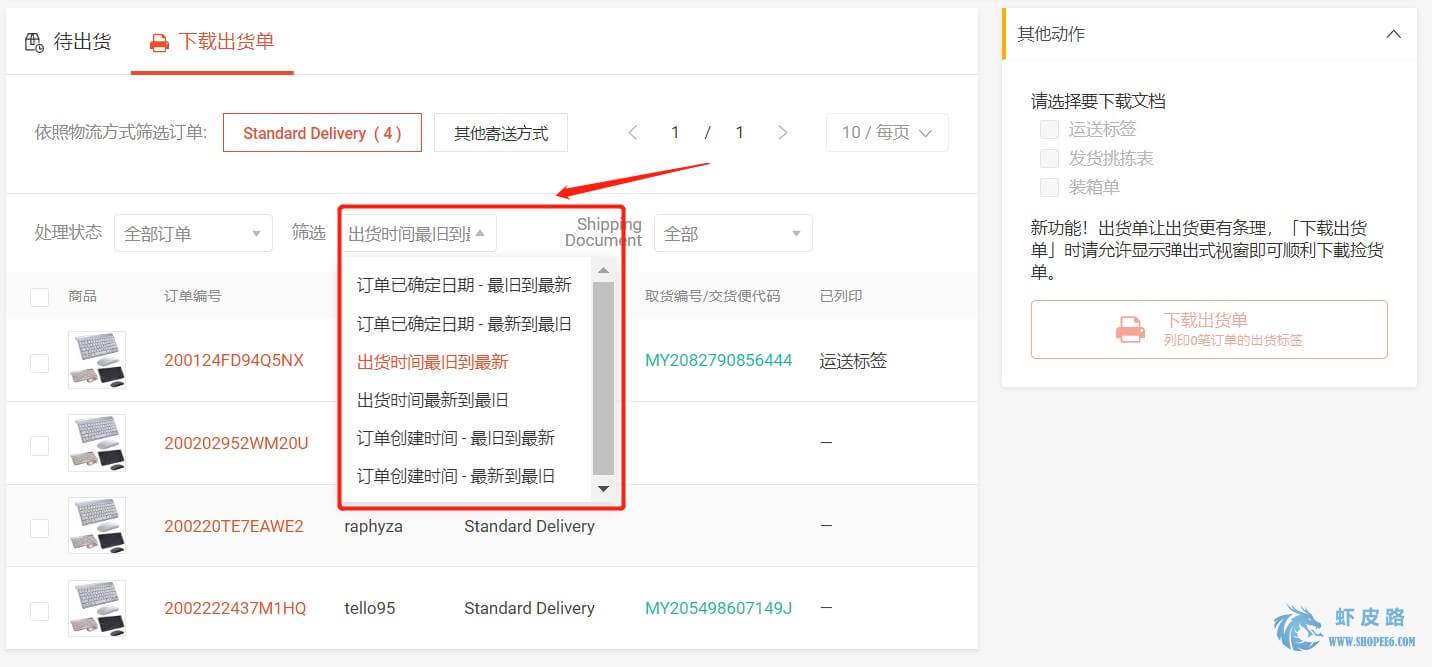 待出货
下载出货单
依照物流方式筛选订单:
Standard Delivery ( 4 )
其他寄送方式
1 / 1
10 / 每页
处理状态
全部订单
筛选
出货时间最旧到最
Shipping
Document
全部
订单已确定日期 - 最旧到最新
订单已确定日期 - 最新到最旧
出货时间最旧到最新
出货时间最新到最旧
订单创建时间 - 最旧到最新
订单创建时间 - 最新到最旧
商品
订单编号
取货编号/交货便代码
已列印
200124FD94Q5NX
MY2082790856444
运送标签
200202952WM20U
—
200220TE7EAWE2
raphyza
Standard Delivery
—
2002222437M1HQ
tello95
Standard Delivery
MY205498607149J
—
其他动作
请选择要下载文档
运送标签
发货挑拣表
装箱单
新功能！出货单让出货更有条理，「下载出货
单」时请允许显示弹出式视窗即可顺利下載捡货
单。
下载出货单
列印0笔订单的出货标签
虾皮路
WWW.SHOPEE6.COM